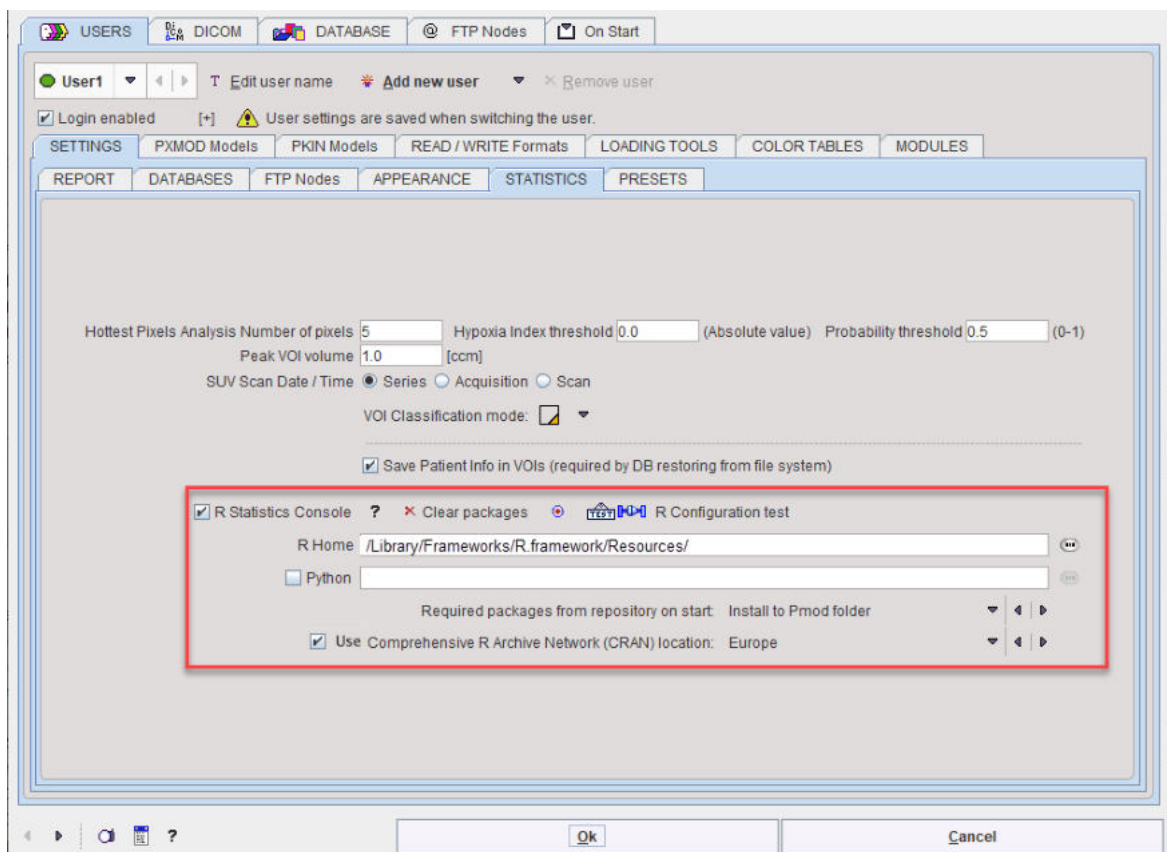 USERS DICOM DATABASE @ FTP Nodes On Start
User1 T Edit user name Add new user Remove user
Login enabled [+] User settings are saved when switching the user.
SETTINGS PXMOD Models PKIN Models READ / WRITE Formats LOADING TOOLS COLOR TABLES MODULES
REPORT DATABASES FTP Nodes APPEARANCE STATISTICS PRESETS
Hottest Pixels Analysis Number of pixels 5 Hypoxia Index threshold 0.0 (Absolute value) Probability threshold 0.5 (0-1)
Peak VOI volume 1.0 [ccm]
SUV Scan Date / Time Series Acquisition Scan
VOI Classification mode:
Save Patient Info in VOIs (required by DB restoring from file system)
R Statistics Console ? Clear packages TEST R Configuration test
R Home /Library/Frameworks/R.framework/Resources/
Python
Required packages from repository on start: Install to Pmod folder
Use Comprehensive R Archive Network (CRAN) location: Europe
? Ok Cancel